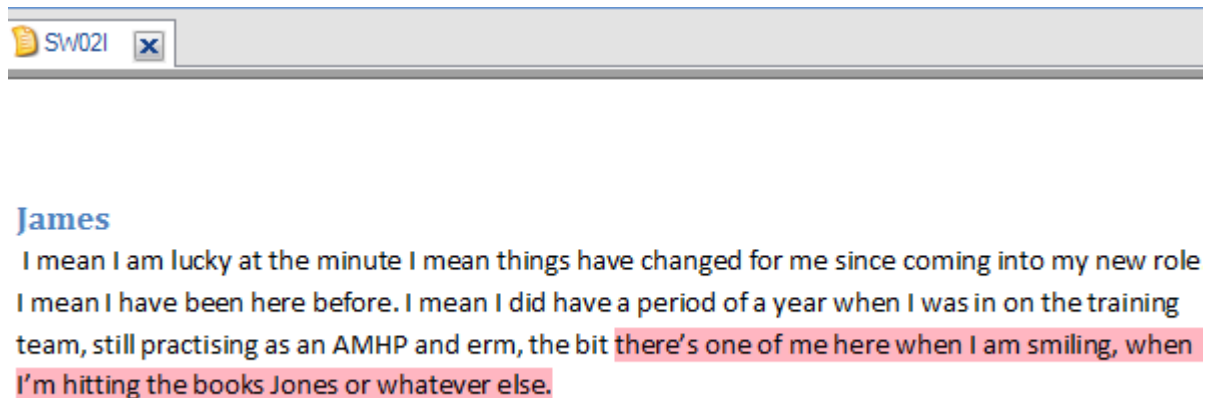 SW02I
James
I mean I am lucky at the minute I mean things have changed for me since coming into my new role
I mean I have been here before. I mean I did have a period of a year when I was in on the training
team, still practising as an AMHP and erm, the bit there's one of me here when I am smiling, when
I'm hitting the books Jones or whatever else.